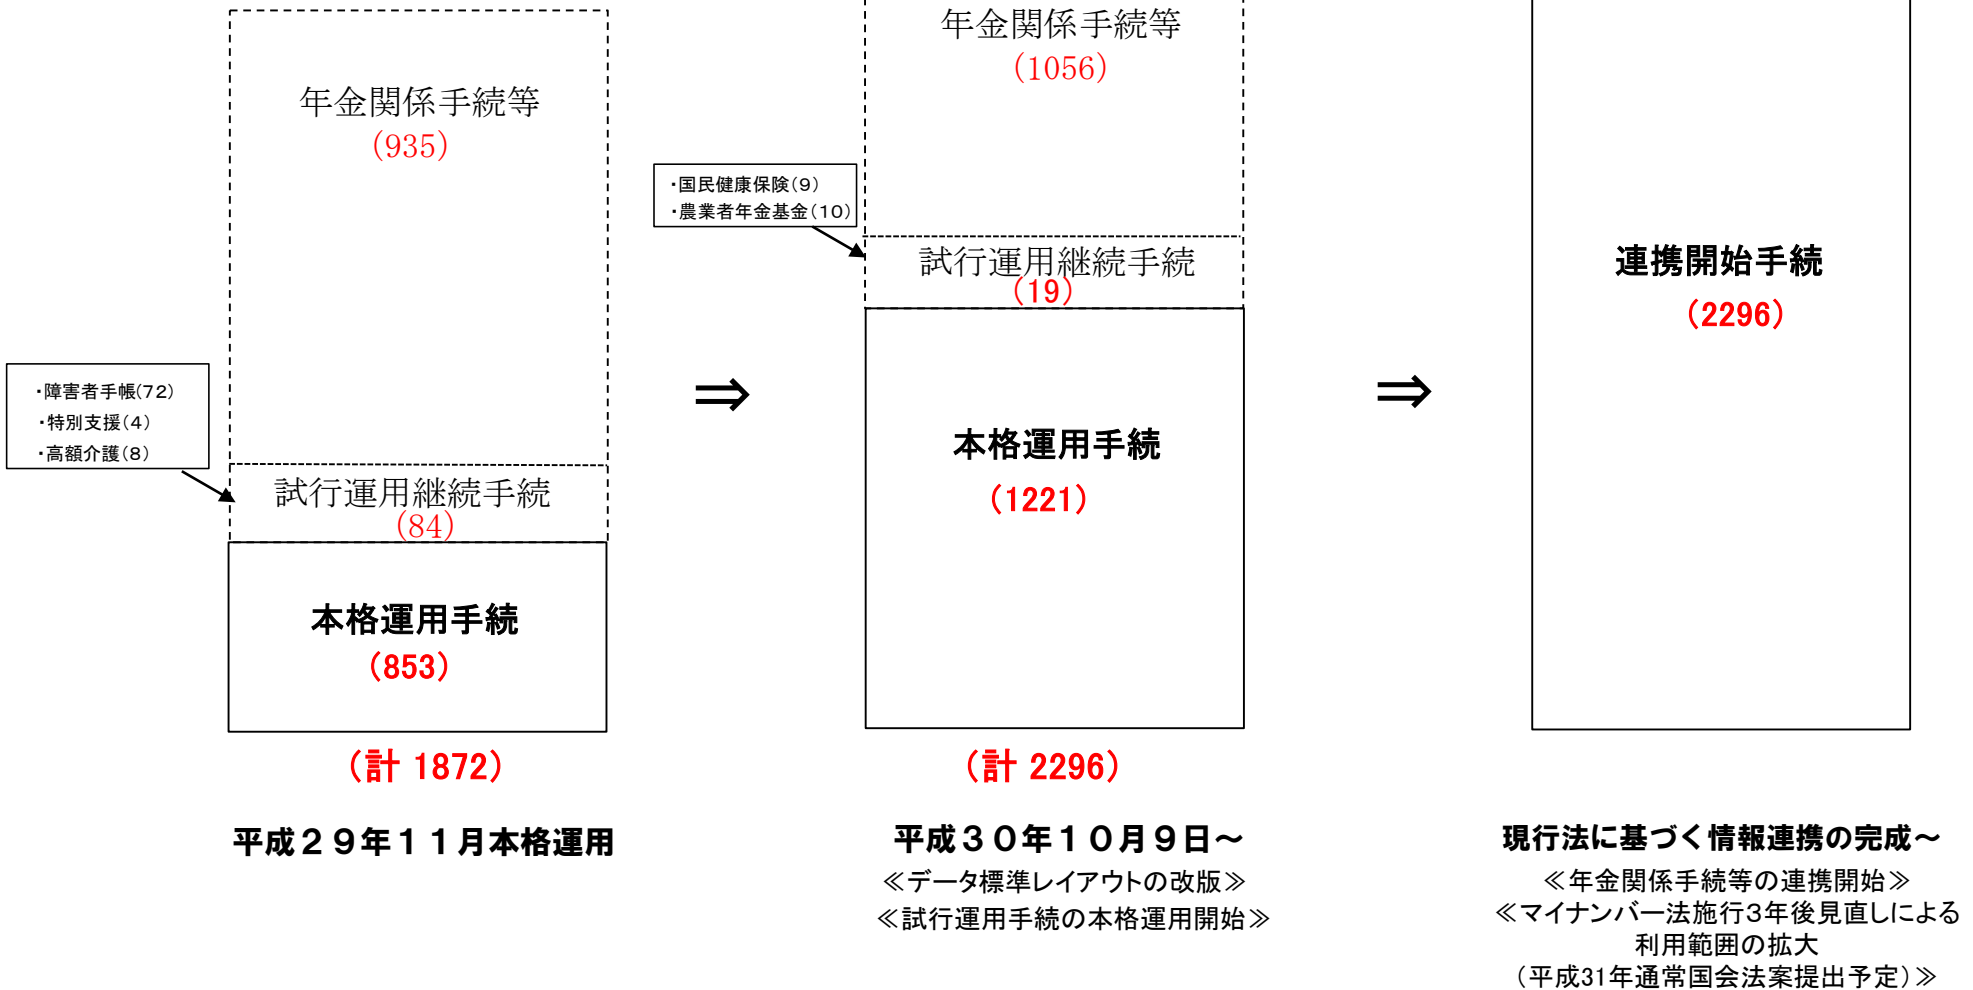 年金関係手続等
(935)
・障害者手帳(72)
・特別支援(4)
・高額介護(8)
試行運用継続手続
(84)
本格運用手続
(853)
(計 1872)
平成２９年１１月本格運用
⇒
年金関係手続等
(1056)
・国民健康保険(9)
・農業者年金基金(10)
試行運用継続手続
(19)
本格運用手続
(1221)
(計 2296)
平成３０年１０月９日～
≪データ標準レイアウトの改版≫
≪試行運用手続の本格運用開始≫
⇒
連携開始手続
(2296)
現行法に基づく情報連携の完成～
≪年金関係手続等の連携開始≫
≪マイナンバー法施行３年後見直しによる
利用範囲の拡大
(平成31年通常国会法案提出予定)≫